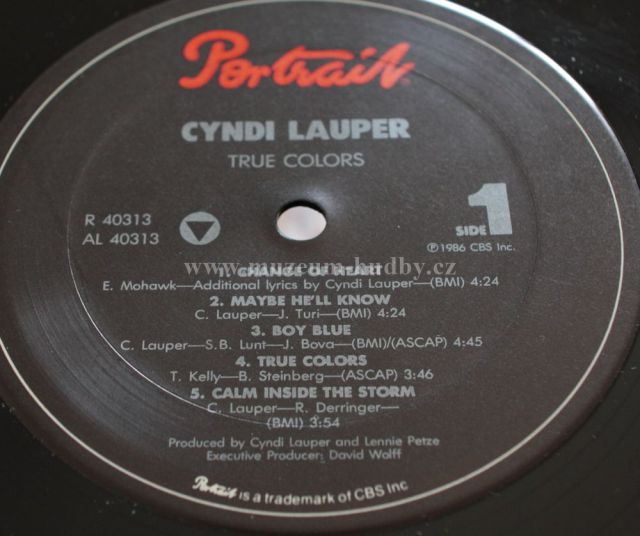 Portrait
CYNDI LAUPER
TRUE COLORS
R 40313
AL 40313
SIDE 1
℗1986 CBS Inc.
www.muzeum-hudby.cz
1. CHANGE OF HEART
E. Mohawk—Additional lyrics by Cyndi Lauper—(BMI) 4:24
2. MAYBE HE'LL KNOW
C. Lauper—J. Turi—(BMI) 4:24
3. BOY BLUE
C. Lauper—S.B. Lunt—J. Bova—(BMI)/(ASCAP) 4:45
4. TRUE COLORS
T. Kelly—B. Steinberg—(ASCAP) 3:46
5. CALM INSIDE THE STORM
C. Lauper—R. Derringer—
(BMI) 3:54
Produced by Cyndi Lauper and Lennie Petze
Executive Producer: David Wolff
Portrait is a trademark of CBS Inc